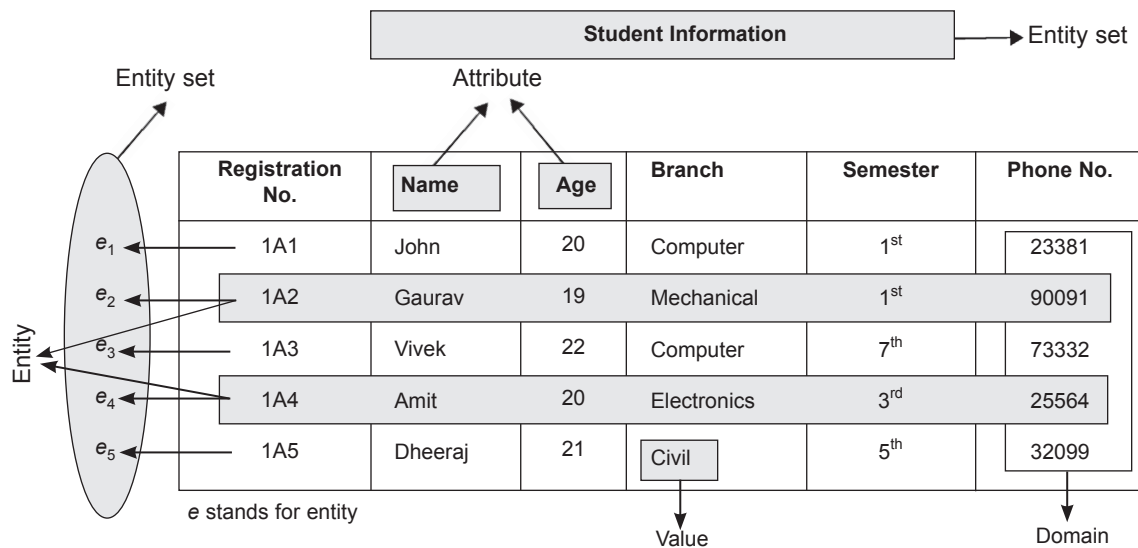 Student Information
Entity set
Entity set
Attribute
Registration No. Name Age Branch Semester Phone No.
e₁ 1A1 John 20 Computer 1ˢᵗ 23381
e₂ 1A2 Gaurav 19 Mechanical 1ˢᵗ 90091
e₃ 1A3 Vivek 22 Computer 7ᵗʰ 73332
e₄ 1A4 Amit 20 Electronics 3ʳᵈ 25564
e₅ 1A5 Dheeraj 21 Civil 5ᵗʰ 32099
Entity
e stands for entity
Value
Domain